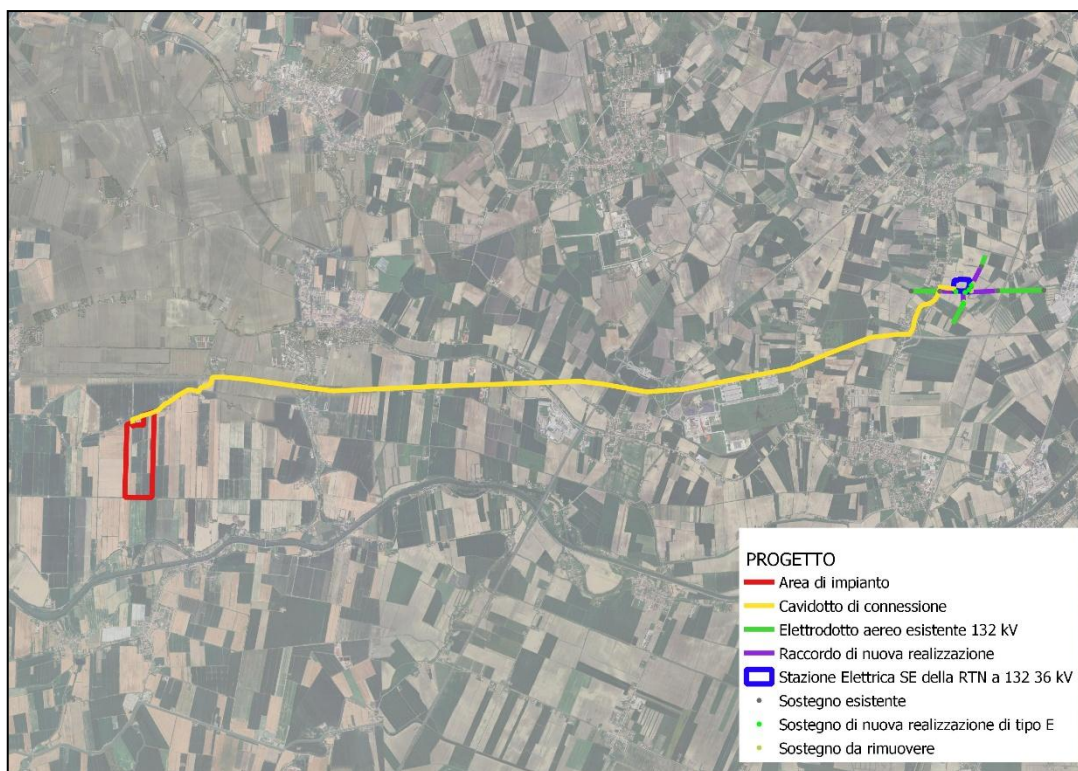 PROGETTO
Area di impianto
Cavidotto di connessione
Elettrodotto aereo esistente 132 kV
Raccordo di nuova realizzazione
Stazione Elettrica SE della RTN a 132 36 kV
Sostegno esistente
Sostegno di nuova realizzazione di tipo E
Sostegno da rimuovere